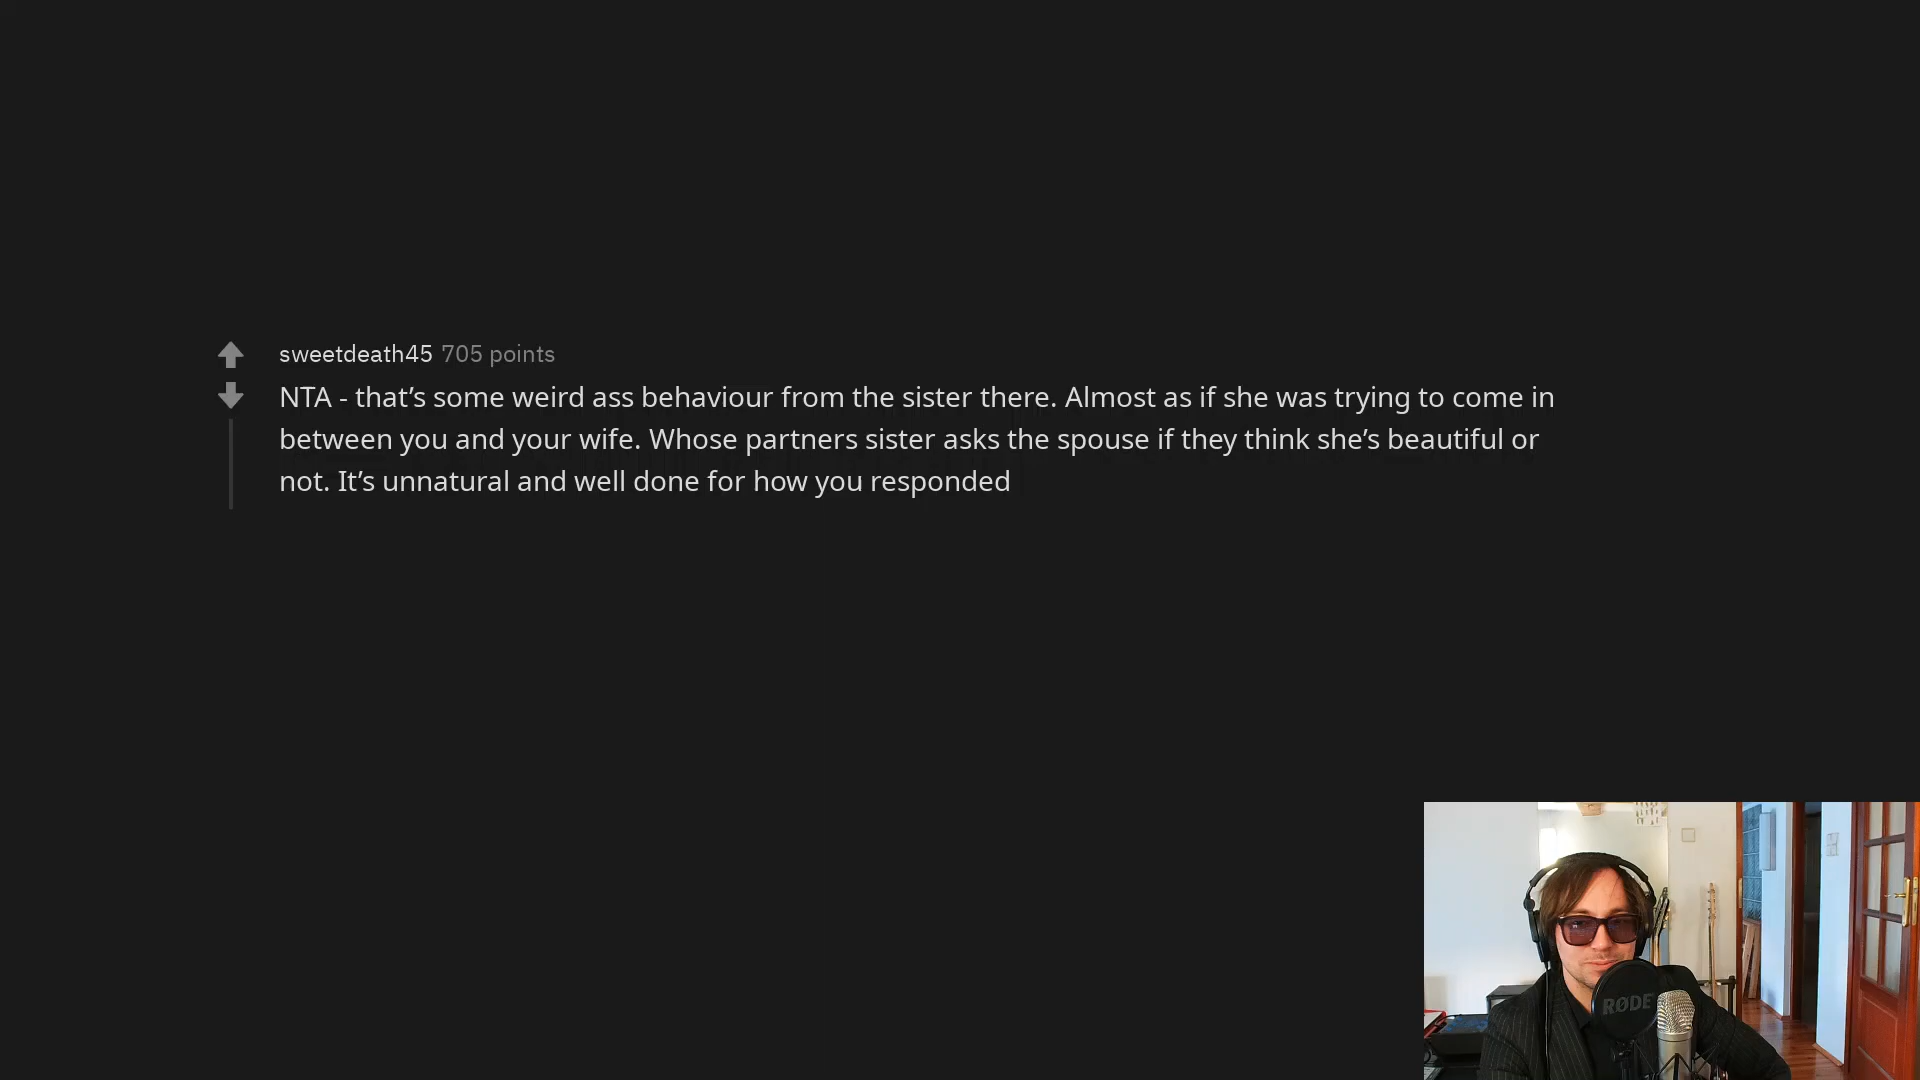 sweetdeath45 705 points
NTA - that’s some weird ass behaviour from the sister there. Almost as if she was trying to come in
between you and your wife. Whose partners sister asks the spouse if they think she’s beautiful or
not. It’s unnatural and well done for how you responded
RØDE